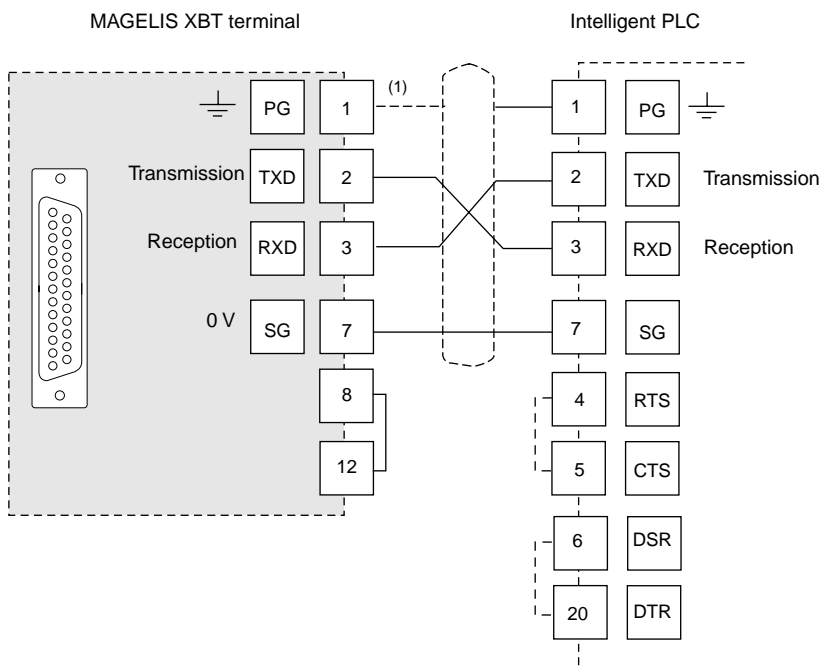 MAGELIS XBT terminal Intelligent PLC
PG 1 (1) 1 PG
Transmission TXD 2 2 TXD Transmission
Reception RXD 3 3 RXD Reception
0 V SG 7 7 SG
8 4 RTS
12 5 CTS
6 DSR
20 DTR